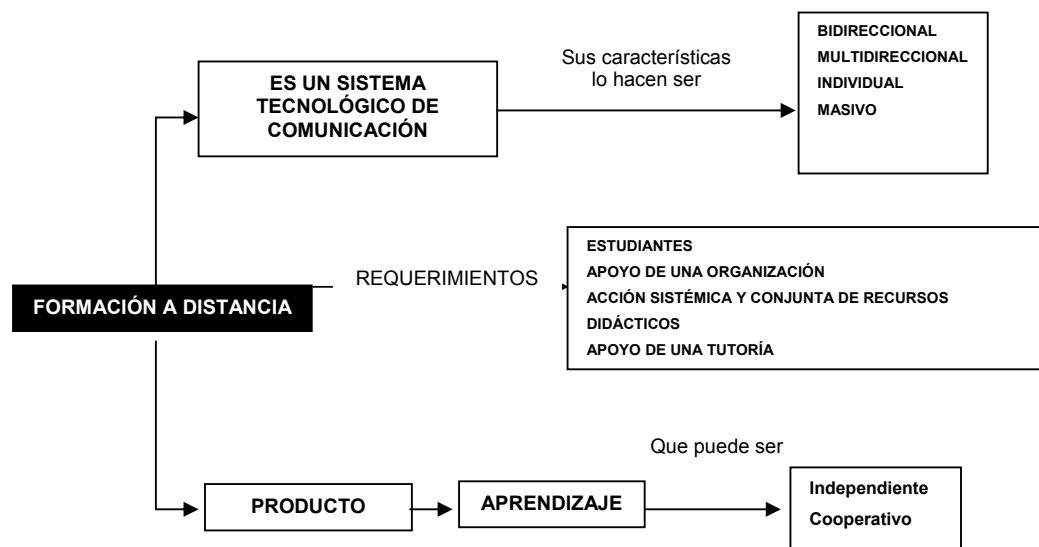 ES UN SISTEMA
TECNOLÓGICO DE
COMUNICACIÓN
Sus características
lo hacen ser
BIDIRECCIONAL
MULTIDIRECCIONAL
INDIVIDUAL
MASIVO
FORMACIÓN A DISTANCIA
REQUERIMIENTOS
ESTUDIANTES
APOYO DE UNA ORGANIZACIÓN
ACCIÓN SISTÉMICA Y CONJUNTA DE RECURSOS
DIDÁCTICOS
APOYO DE UNA TUTORÍA
PRODUCTO
APRENDIZAJE
Que puede ser
Independiente
Cooperativo